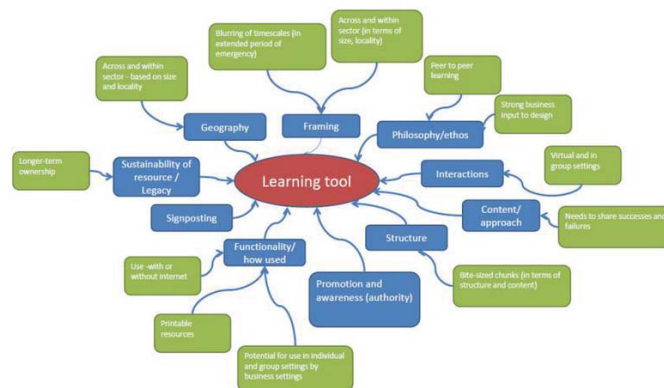 Blurring of timescales (in
extended period of
emergency)
Across and within
sector (in terms of
size, locality)
Across and within
sector - based on size
and locality
Peer to peer
learning
Strong business
input to design
Geography
Framing
Philosophy/ethos
Longer-term
ownership
Sustainability of
resource /
Legacy
Learning tool
Interactions
Virtual and in
group settings
Signposting
Content/
approach
Needs to share successes and
failures
Functionality/
how used
Structure
Use -with or
without internet
Promotion and
awareness (authority)
Bite-sized chunks (in terms of
structure and content)
Printable
resources
Potential for use in individual
and group settings by
business settings